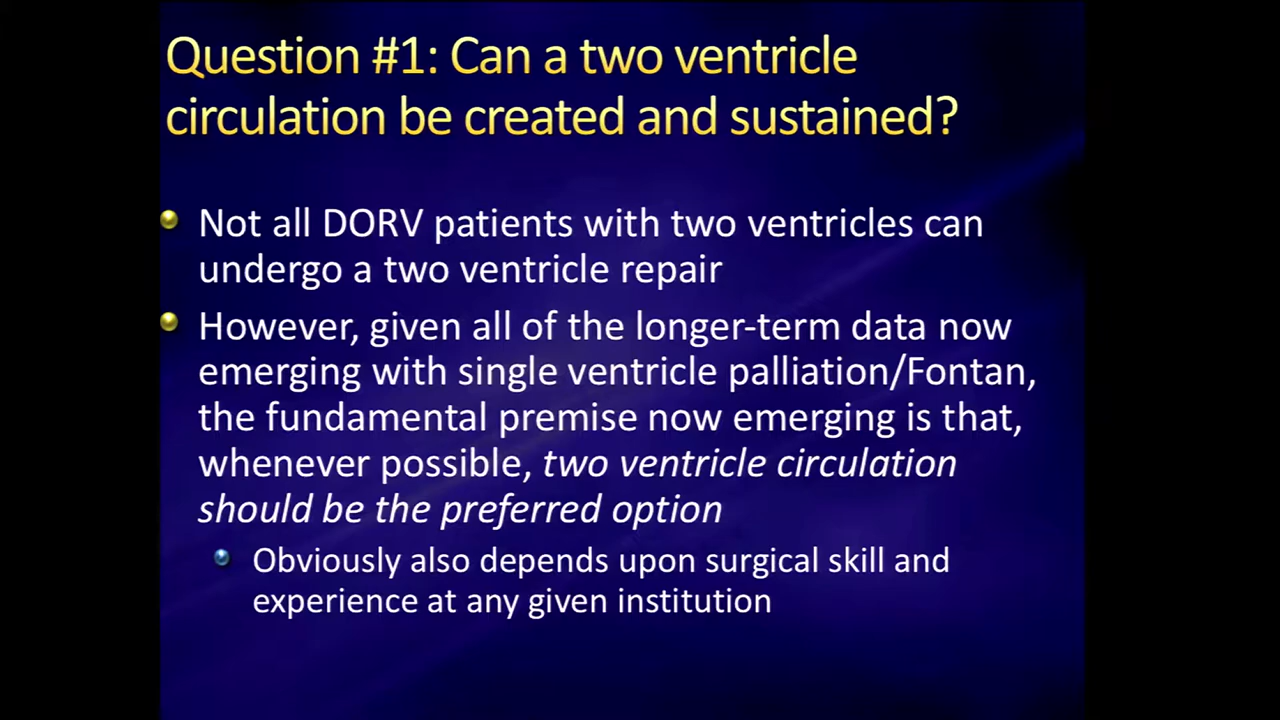 Question #1: Can a two ventricle
circulation be created and sustained?
Not all DORV patients with two ventricles can
undergo a two ventricle repair
However, given all of the longer-term data now
emerging with single ventricle palliation/Fontan,
the fundamental premise now emerging is that,
whenever possible, two ventricle circulation
should be the preferred option
Obviously also depends upon surgical skill and
experience at any given institution